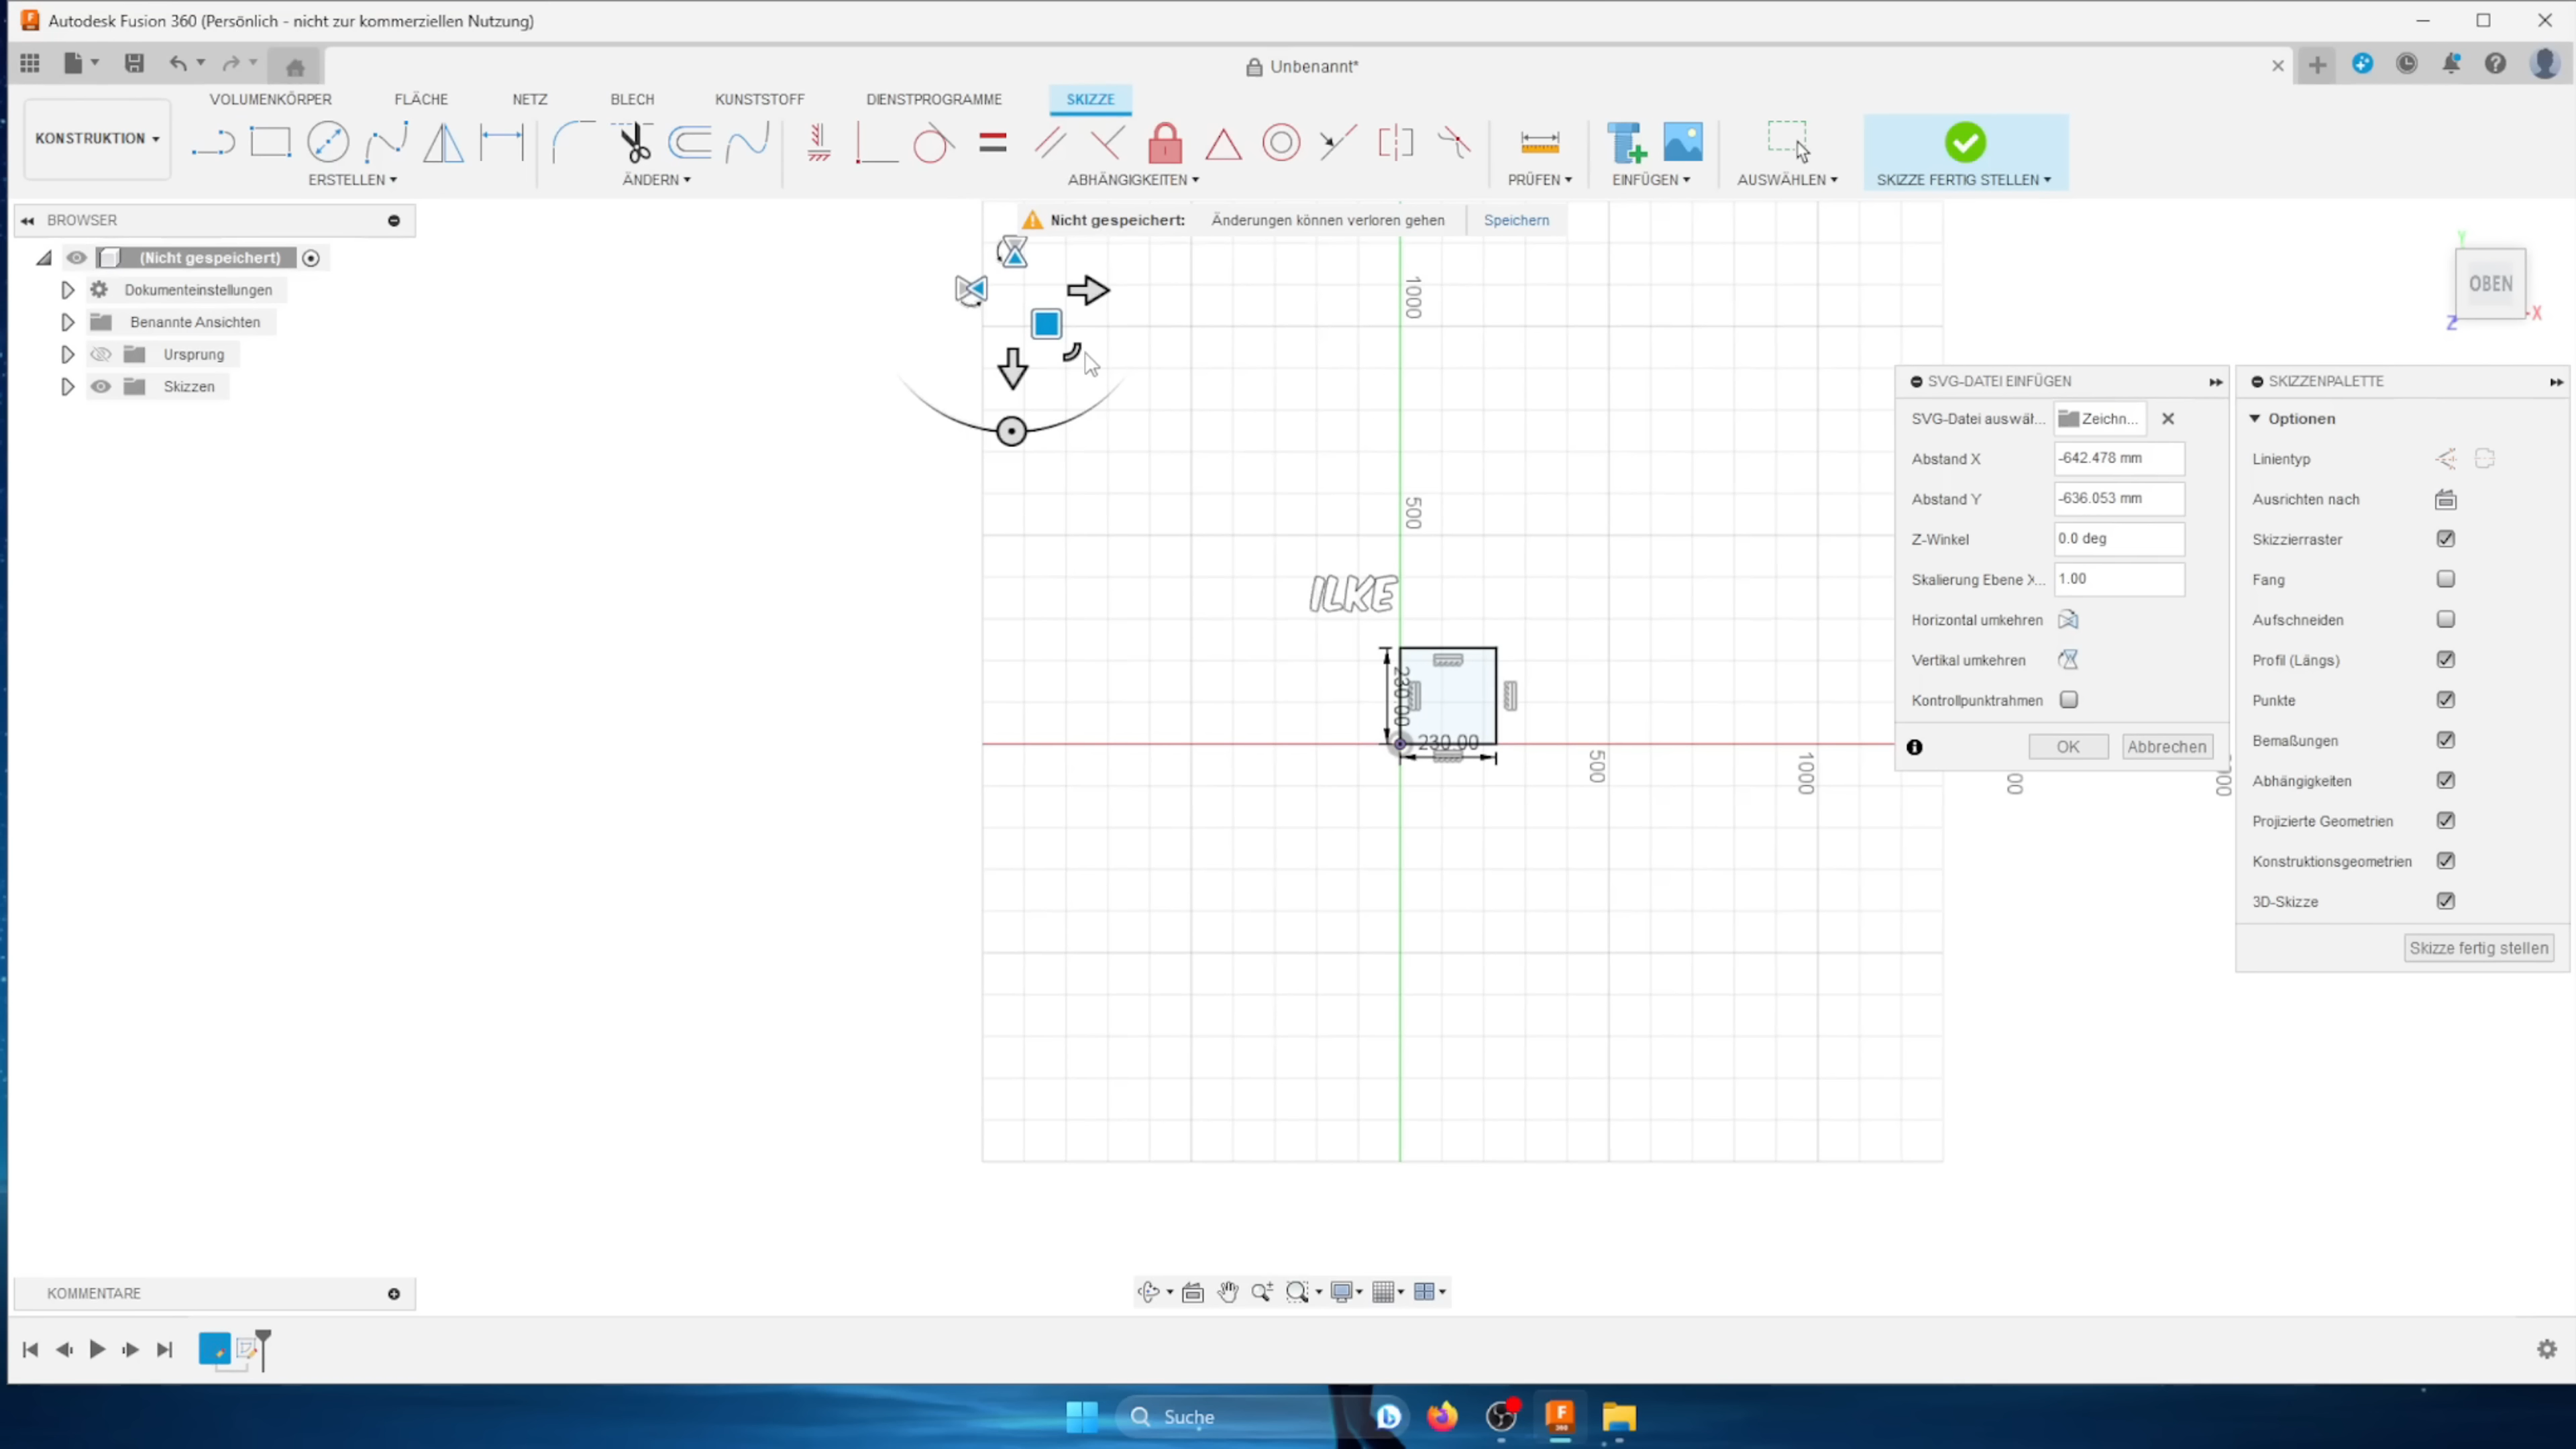 Autodesk Fusion 360 (Persönlich - nicht zur kommerziellen Nutzung)
Unbenannt*
VOLUMENKÖRPER FLÄCHE NETZ BLECH KUNSTSTOFF DIENSTPROGRAMME SKIZZE
KONSTRUKTION
ERSTELLEN ÄNDERN ABHÄNGIGKEITEN PRÜFEN EINFÜGEN AUSWÄHLEN SKIZZE FERTIG STELLEN
BROWSER
Nicht gespeichert: Änderungen können verloren gehen Speichern
(Nicht gespeichert)
Dokumenteinstellungen
Benannte Ansichten
Ursprung
Skizzen
Y
OBEN
Z
X
1000
500
ILKE
230.00
230.00
500
1000
00
00
SVG-DATEI EINFÜGEN
SVG-Datei auswäl... Zeichn...
Abstand X -642.478 mm
Abstand Y -636.053 mm
Z-Winkel 0.0 deg
Skalierung Ebene X... 1.00
Horizontal umkehren
Vertikal umkehren
Kontrollpunktrahmen
OK Abbrechen
SKIZZENPALETTE
Optionen
Linientyp
Ausrichten nach
Skizzierraster
Fang
Aufschneiden
Profil (Längs)
Punkte
Bemaßungen
Abhängigkeiten
Projizierte Geometrien
Konstruktionsgeometrien
3D-Skizze
Skizze fertig stellen
KOMMENTARE
Suche
F
360